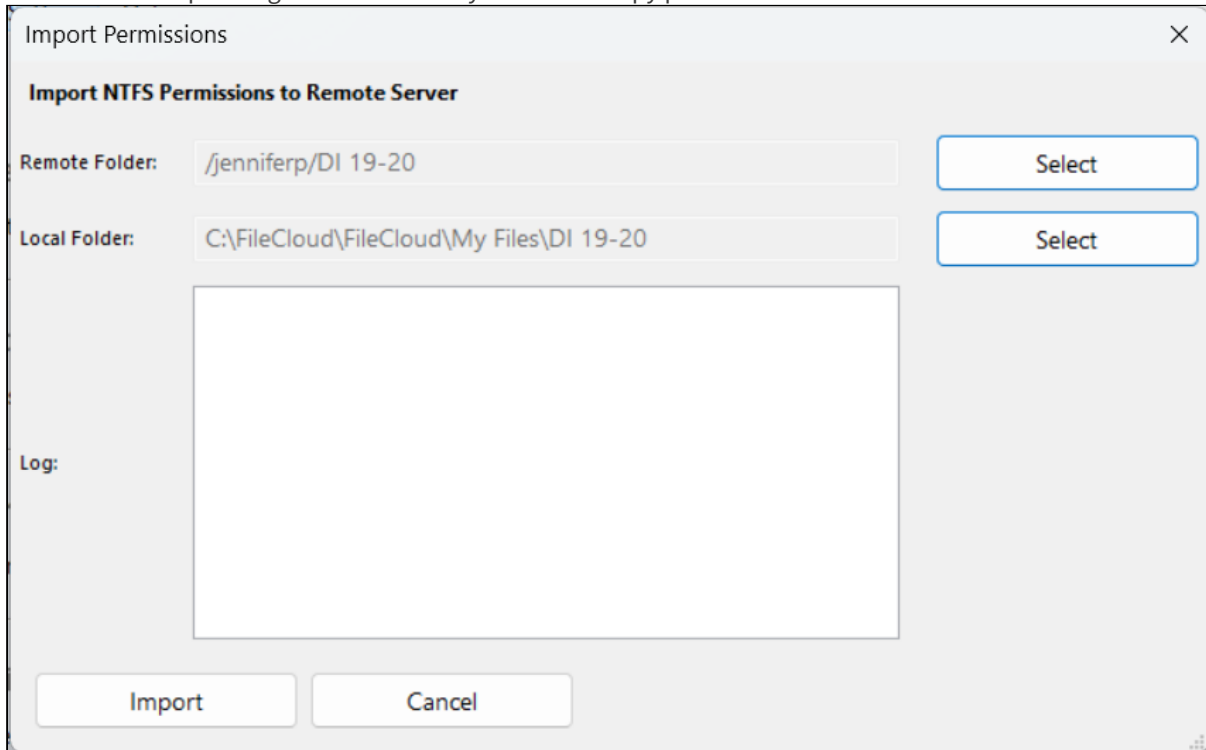 Import Permissions
Import NTFS Permissions to Remote Server
Remote Folder: /jenniferp/DI 19-20 Select
Local Folder: C:\FileCloud\FileCloud\My Files\DI 19-20 Select
Log:
Import Cancel